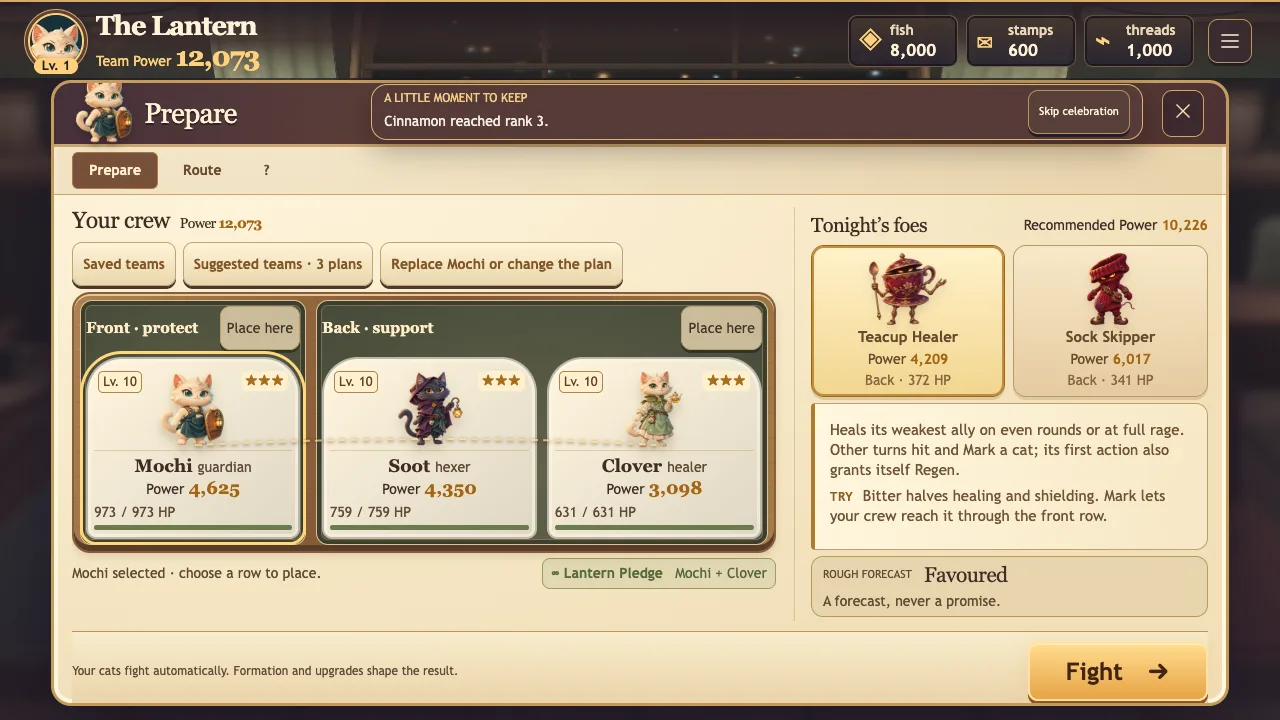 The Lantern
Team Power 12,073
Lv. 1
fish
8,000
stamps
600
threads
1,000
Prepare
A LITTLE MOMENT TO KEEP
Cinnamon reached rank 3.
Skip celebration
Prepare
Route
?
Your crew Power 12,073
Saved teams
Suggested teams · 3 plans
Replace Mochi or change the plan
Front · protect
Place here
Back · support
Place here
Lv. 10
Mochi guardian
Power 4,625
973 / 973 HP
Lv. 10
Soot hexer
Power 4,350
759 / 759 HP
Lv. 10
Clover healer
Power 3,098
631 / 631 HP
Mochi selected · choose a row to place.
∞ Lantern Pledge Mochi + Clover
Tonight's foes
Recommended Power 10,226
Teacup Healer
Power 4,209
Back · 372 HP
Sock Skipper
Power 6,017
Back · 341 HP
Heals its weakest ally on even rounds or at full rage.
Other turns hit and Mark a cat; its first action also
grants itself Regen.
TRY Bitter halves healing and shielding. Mark lets
your crew reach it through the front row.
ROUGH FORECAST Favoured
A forecast, never a promise.
Your cats fight automatically. Formation and upgrades shape the result.
Fight →